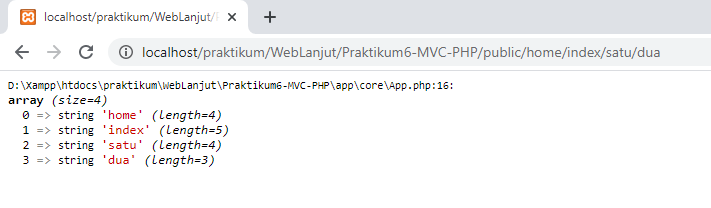 localhost/praktikum/WebLanjut/P
localhost/praktikum/WebLanjut/Praktikum6-MVC-PHP/public/home/index/satu/dua
D:\Xampp\htdocs\praktikum\WebLanjut\Praktikum6-MVC-PHP\app\core\App.php:16:
array (size=4)
0 => string 'home' (length=4)
1 => string 'index' (length=5)
2 => string 'satu' (length=4)
3 => string 'dua' (length=3)